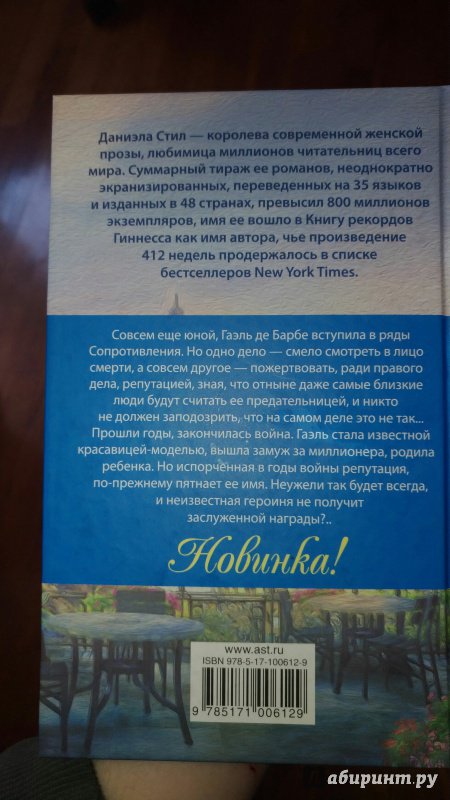 Даниэла Стил — королева современной женской
прозы, любимица миллионов читательниц всего
мира. Суммарный тираж ее романов, неоднократно
экранизированных, переведенных на 35 языков
и изданных в 48 странах, превысил 800 миллионов
экземпляров, имя ее вошло в Книгу рекордов
Гиннесса как имя автора, чье произведение
412 недель продержалось в списке
бестселлеров New York Times.
Совсем еще юной, Гаэль де Барбе вступила в ряды
Сопротивления. Но одно дело — смело смотреть в лицо
смерти, а совсем другое — пожертвовать, ради правого
дела, репутацией, зная, что отныне даже самые близкие
люди будут считать ее предательницей, и никто
не должен заподозрить, что на самом деле это не так...
Прошли годы, закончилась война. Гаэль стала известной
красавицей-моделью, вышла замуж за миллионера, родила
ребенка. Но испорченная в годы войны репутация,
по-прежнему пятнает ее имя. Неужели так будет всегда,
и неизвестная героиня не получит
заслуженной награды?..
Новинка!
www.ast.ru
ISBN 978-5-17-100612-9
9 785171 006129
абиринт.ру